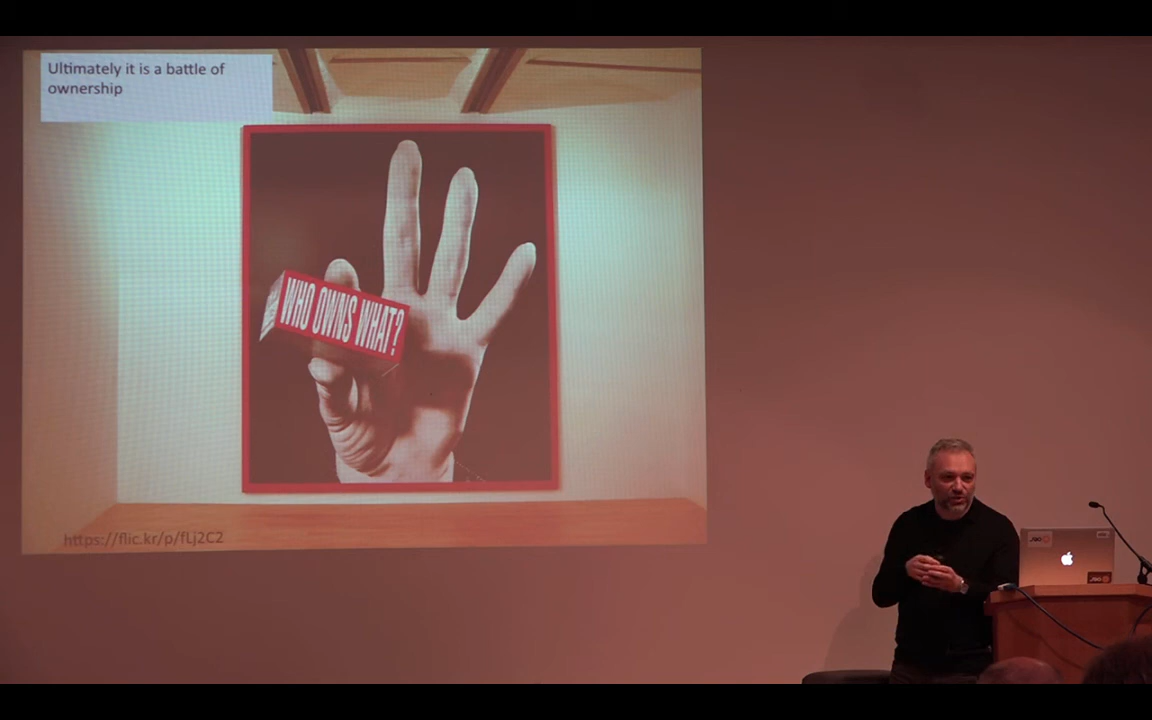 Ultimately it is a battle of
ownership
WHO OWNS WHAT?
https://flic.kr/p/fLj2C2